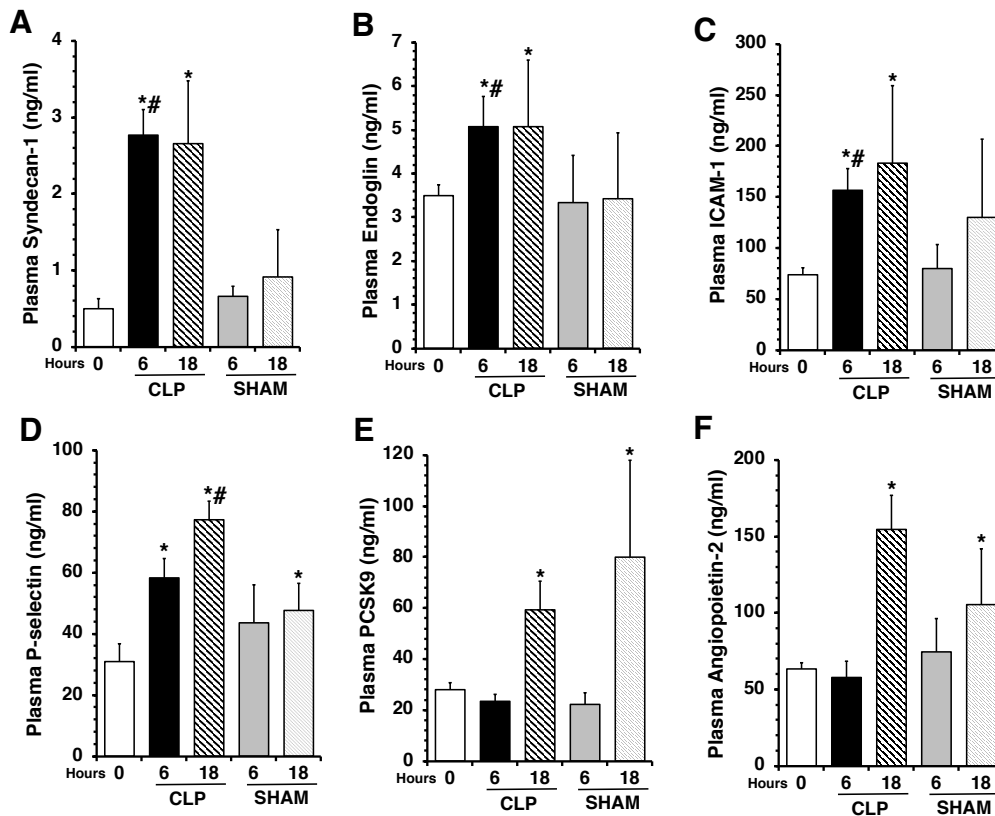 A
Plasma Syndecan-1 (ng/ml)
4
3
2
1
0
*#
*
Hours 0 6 18 6 18
CLP SHAM
B
Plasma Endoglin (ng/ml)
7
6
5
4
3
2
1
0
*#
*
Hours 0 6 18 6 18
CLP SHAM
C
Plasma ICAM-1 (ng/ml)
300
250
200
150
100
50
0
*#
*
Hours 0 6 18 6 18
CLP SHAM
D
Plasma P-selectin (ng/ml)
100
80
60
40
20
0
*
*#
*
Hours 0 6 18 6 18
CLP SHAM
E
Plasma PCSK9 (ng/ml)
120
100
80
60
40
20
0
*
*
Hours 0 6 18 6 18
CLP SHAM
F
Plasma Angiopoietin-2 (ng/ml)
200
150
100
50
0
*
*
Hours 0 6 18 6 18
CLP SHAM